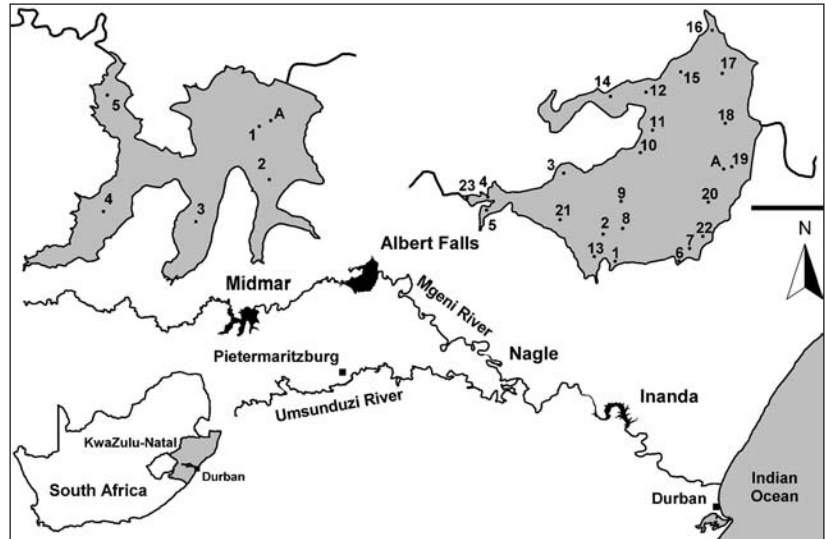 16
17
15
14
12
5
A
1
18
11
10
2
3
A
19
23
4
9
20
4
3
5
21
2
8
22
7
13
1
6
N
Albert Falls
Midmar
Mgeni River
Pietermaritzburg
Nagle
Umsunduzi River
Inanda
KwaZulu-Natal
Durban
South Africa
Durban
Indian
Ocean